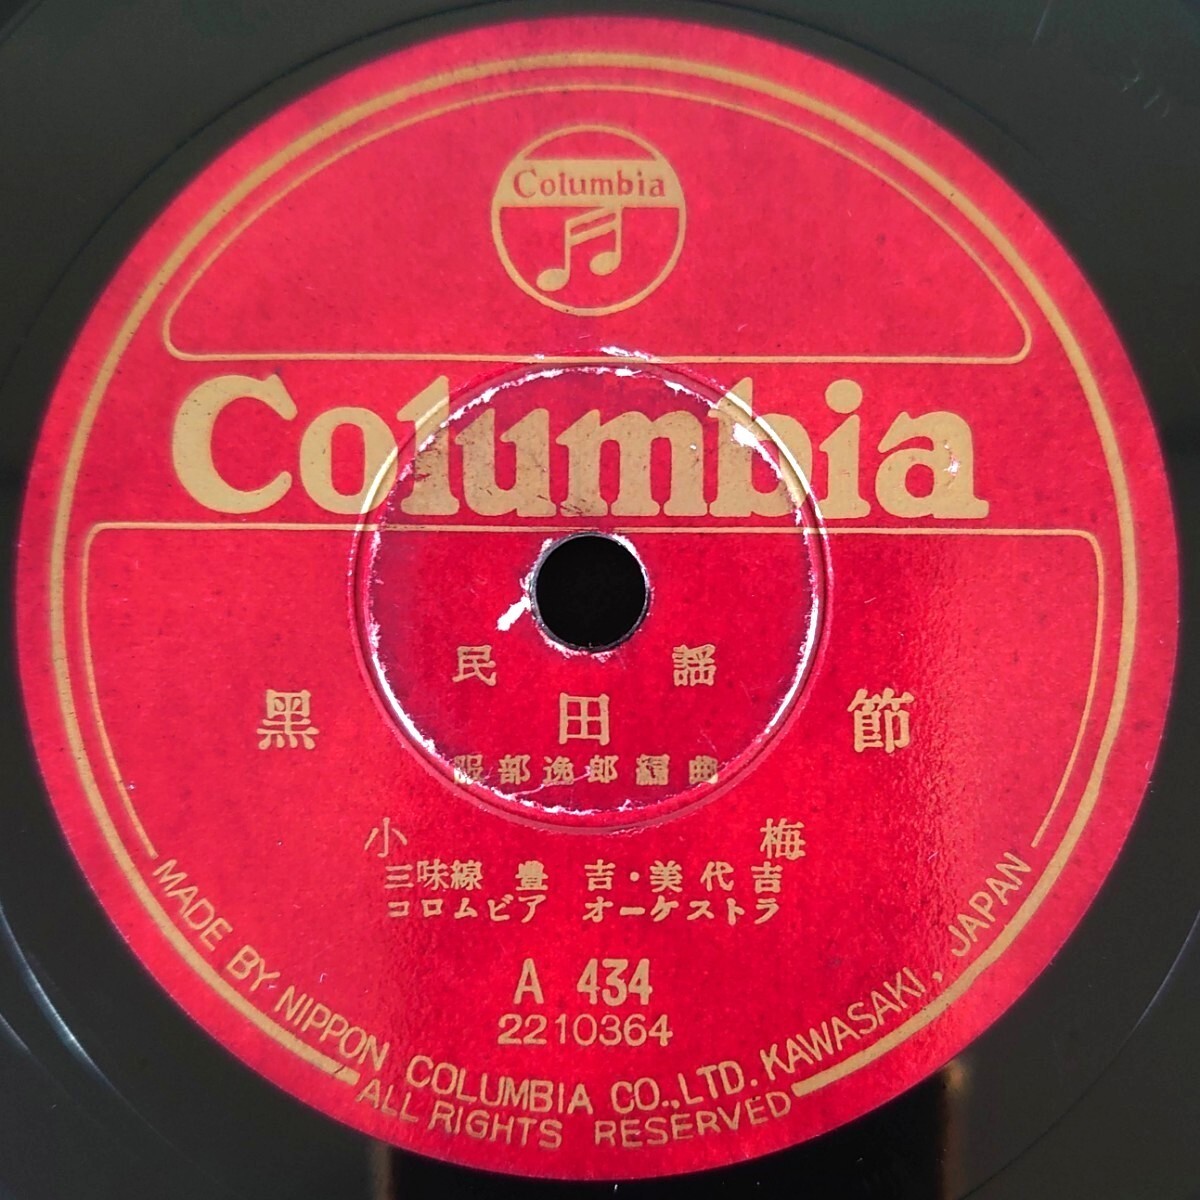 Columbia
Columbia
民謡
黒田節
服部逸郎編曲
小梅
三味線 豊吉・美代吉
コロムビア オーケストラ
A 434
2210364
MADE BY NIPPON COLUMBIA CO.,LTD. KAWASAKI, JAPAN
ALL RIGHTS RESERVED